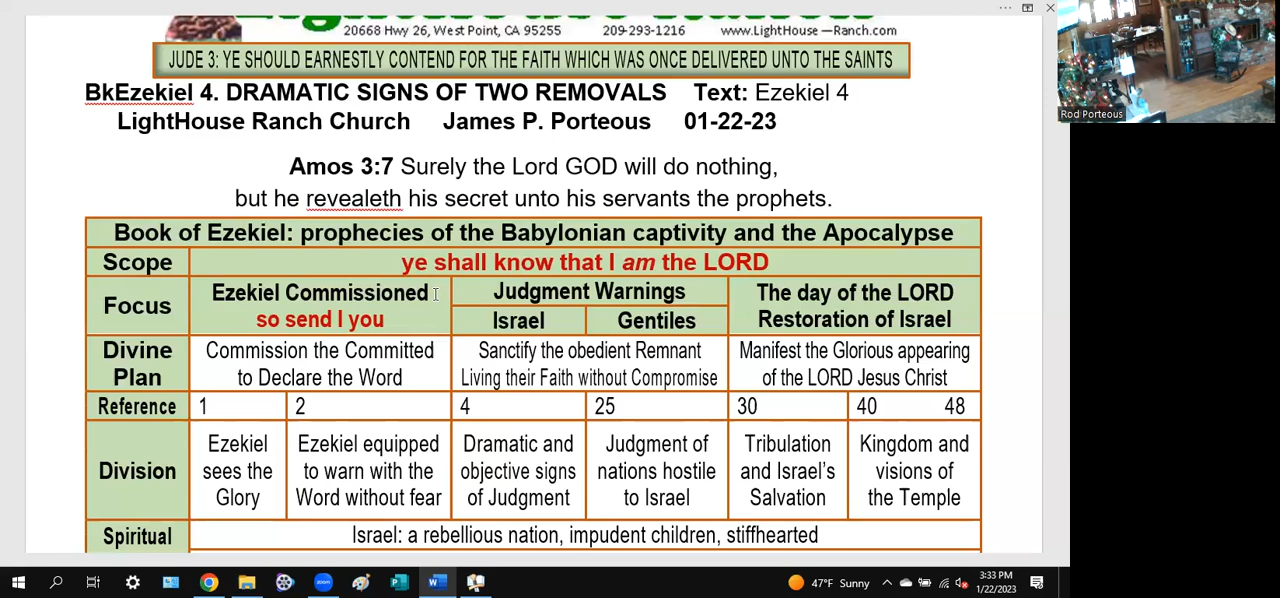 20668 Hwy 26, West Point, CA 95255 209-293-1216 www.LightHouse —Ranch.com
JUDE 3: YE SHOULD EARNESTLY CONTEND FOR THE FAITH WHICH WAS ONCE DELIVERED UNTO THE SAINTS
BkEzekiel 4. DRAMATIC SIGNS OF TWO REMOVALS Text: Ezekiel 4
LightHouse Ranch Church James P. Porteous 01-22-23
Amos 3:7 Surely the Lord GOD will do nothing,
but he revealeth his secret unto his servants the prophets.
Book of Ezekiel: prophecies of the Babylonian captivity and the Apocalypse
Scope ye shall know that I am the LORD
Focus
Ezekiel Commissioned
so send I you
Judgment Warnings
Israel Gentiles
The day of the LORD
Restoration of Israel
Divine
Plan
Commission the Committed
to Declare the Word
Sanctify the obedient Remnant
Living their Faith without Compromise
Manifest the Glorious appearing
of the LORD Jesus Christ
Reference 1 2 4 25 30 40 48
Division
Ezekiel
sees the
Glory
Ezekiel equipped
to warn with the
Word without fear
Dramatic and
objective signs
of Judgment
Judgment of
nations hostile
to Israel
Tribulation
and Israel's
Salvation
Kingdom and
visions of
the Temple
Spiritual Israel: a rebellious nation, impudent children, stiffhearted
Rod Porteous
zoom
47°F Sunny
3:33 PM
1/22/2023